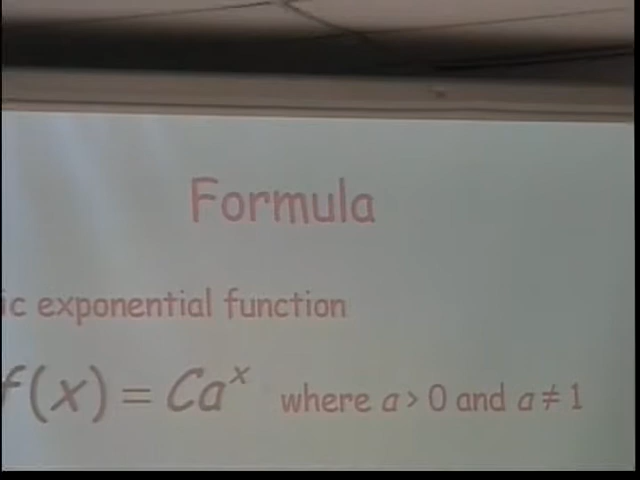 Formula
ic exponential function
f(x) = Ca^x where a > 0 and a ≠ 1